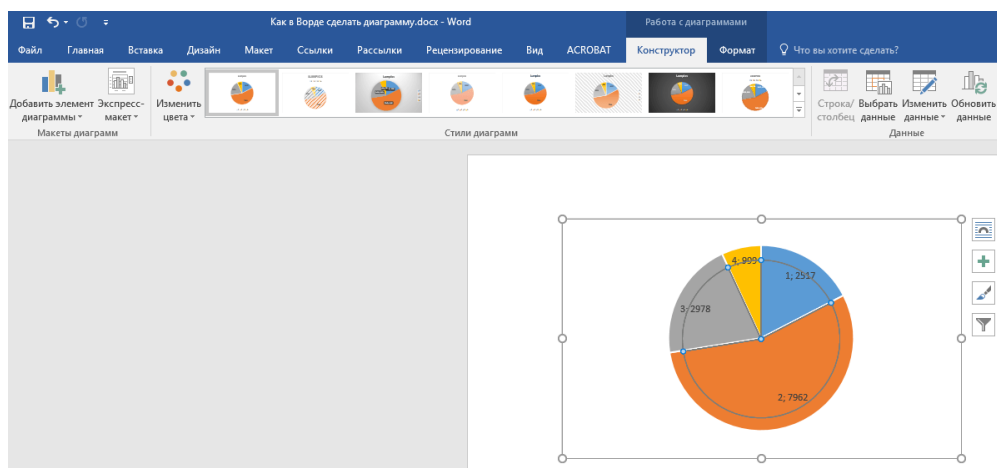 Как в Ворде сделать диаграмму.docx - Word
Работа с диаграммами
Файл Главная Вставка Дизайн Макет Ссылки Рассылки Рецензирование Вид ACROBAT Конструктор Формат Что вы хотите сделать?
Добавить элемент диаграммы
Экспресс-макет
Изменить цвета
Строка/столбец
Выбрать данные
Изменить данные
Обновить данные
Макеты диаграмм
Стили диаграмм
Данные
4; 999
1; 2517
3; 2978
2; 7962